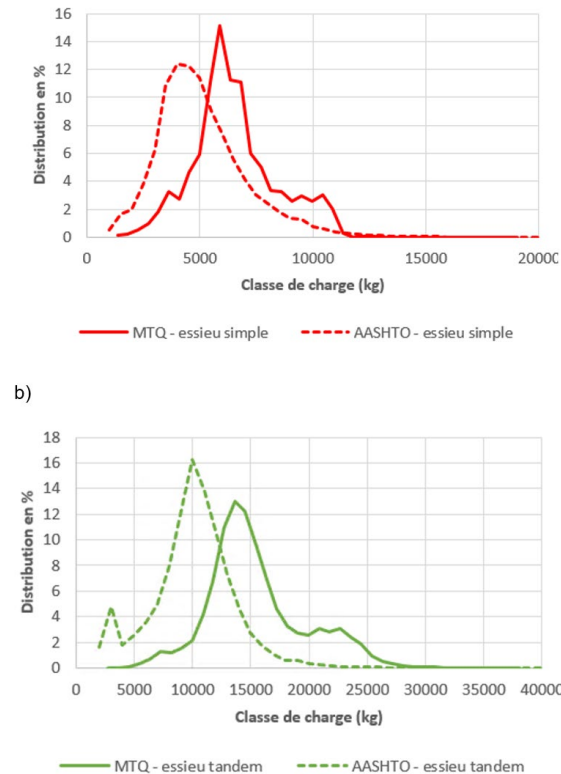 16
14
12
10
8
6
4
2
0
Distribution en %
0 5000 10000 15000 2000
Classe de charge (kg)
MTQ - essieu simple AASHTO - essieu simple
b)
18
16
14
12
10
8
6
4
2
0
Distribution en %
0 5000 10000 15000 20000 25000 30000 35000 40000
Classe de charge (kg)
MTQ - essieu tandem AASHTO - essieu tandem